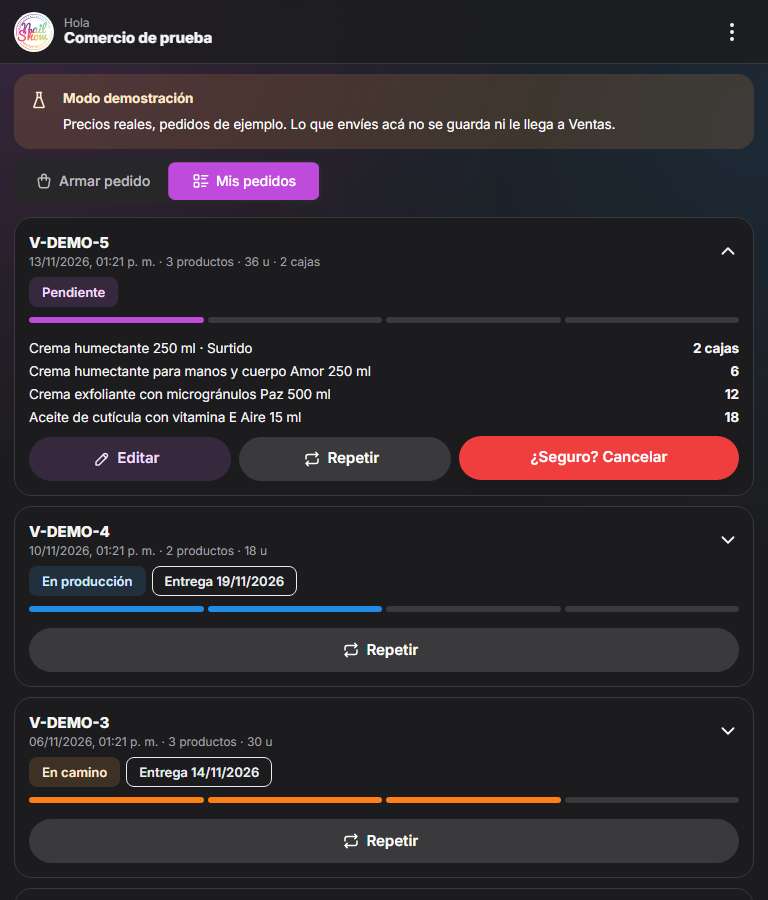 Nail Show
Hola
Comercio de prueba
Modo demostración
Precios reales, pedidos de ejemplo. Lo que envíes acá no se guarda ni le llega a Ventas.
Armar pedido
Mis pedidos
V-DEMO-5
13/11/2026, 01:21 p. m. · 3 productos · 36 u · 2 cajas
Pendiente
Crema humectante 250 ml · Surtido 2 cajas
Crema humectante para manos y cuerpo Amor 250 ml 6
Crema exfoliante con microgránulos Paz 500 ml 12
Aceite de cutícula con vitamina E Aire 15 ml 18
Editar
Repetir
¿Seguro? Cancelar
V-DEMO-4
10/11/2026, 01:21 p. m. · 2 productos · 18 u
En producción
Entrega 19/11/2026
Repetir
V-DEMO-3
06/11/2026, 01:21 p. m. · 3 productos · 30 u
En camino
Entrega 14/11/2026
Repetir